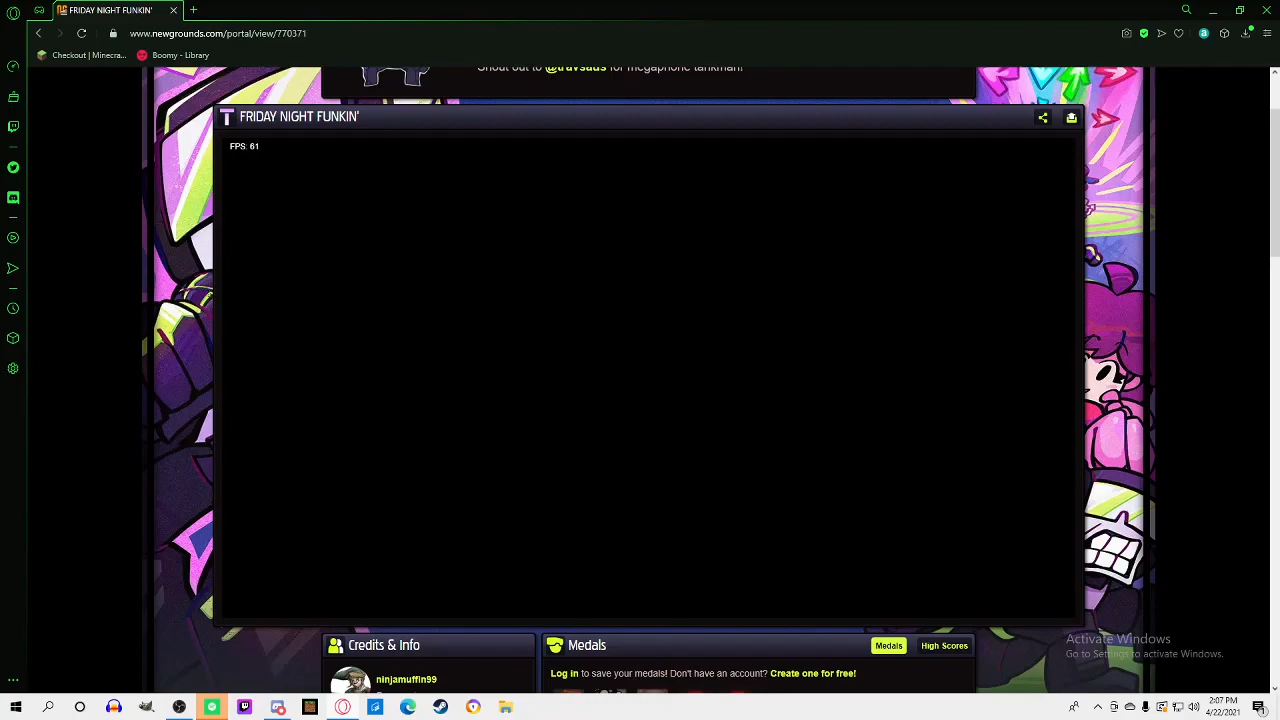 FRIDAY NIGHT FUNKIN'
www.newgrounds.com/portal/view/770371
Checkout | Minecra... Boomy - Library
Shout out to @travsaus for megaphone tankman!
FRIDAY NIGHT FUNKIN'
FPS: 61
Credits & Info
Medals
Medals
High Scores
ninjamuffin99
Log in to save your medals! Don't have an account? Create one for free!
Activate Windows
Go to Settings to activate Windows.
2:07 PM
4/22/2021